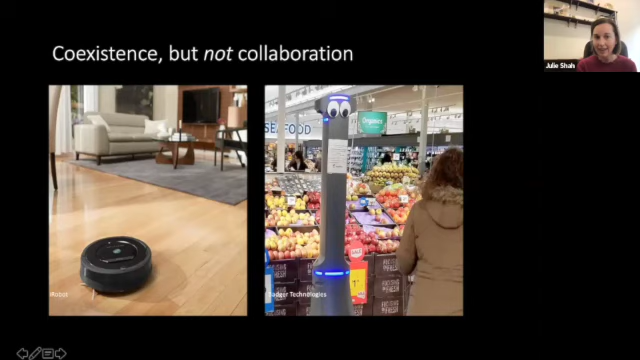 Coexistence, but not collaboration
Julie Shah
SEAFOOD
Organics
iRobot
Badger Technologies